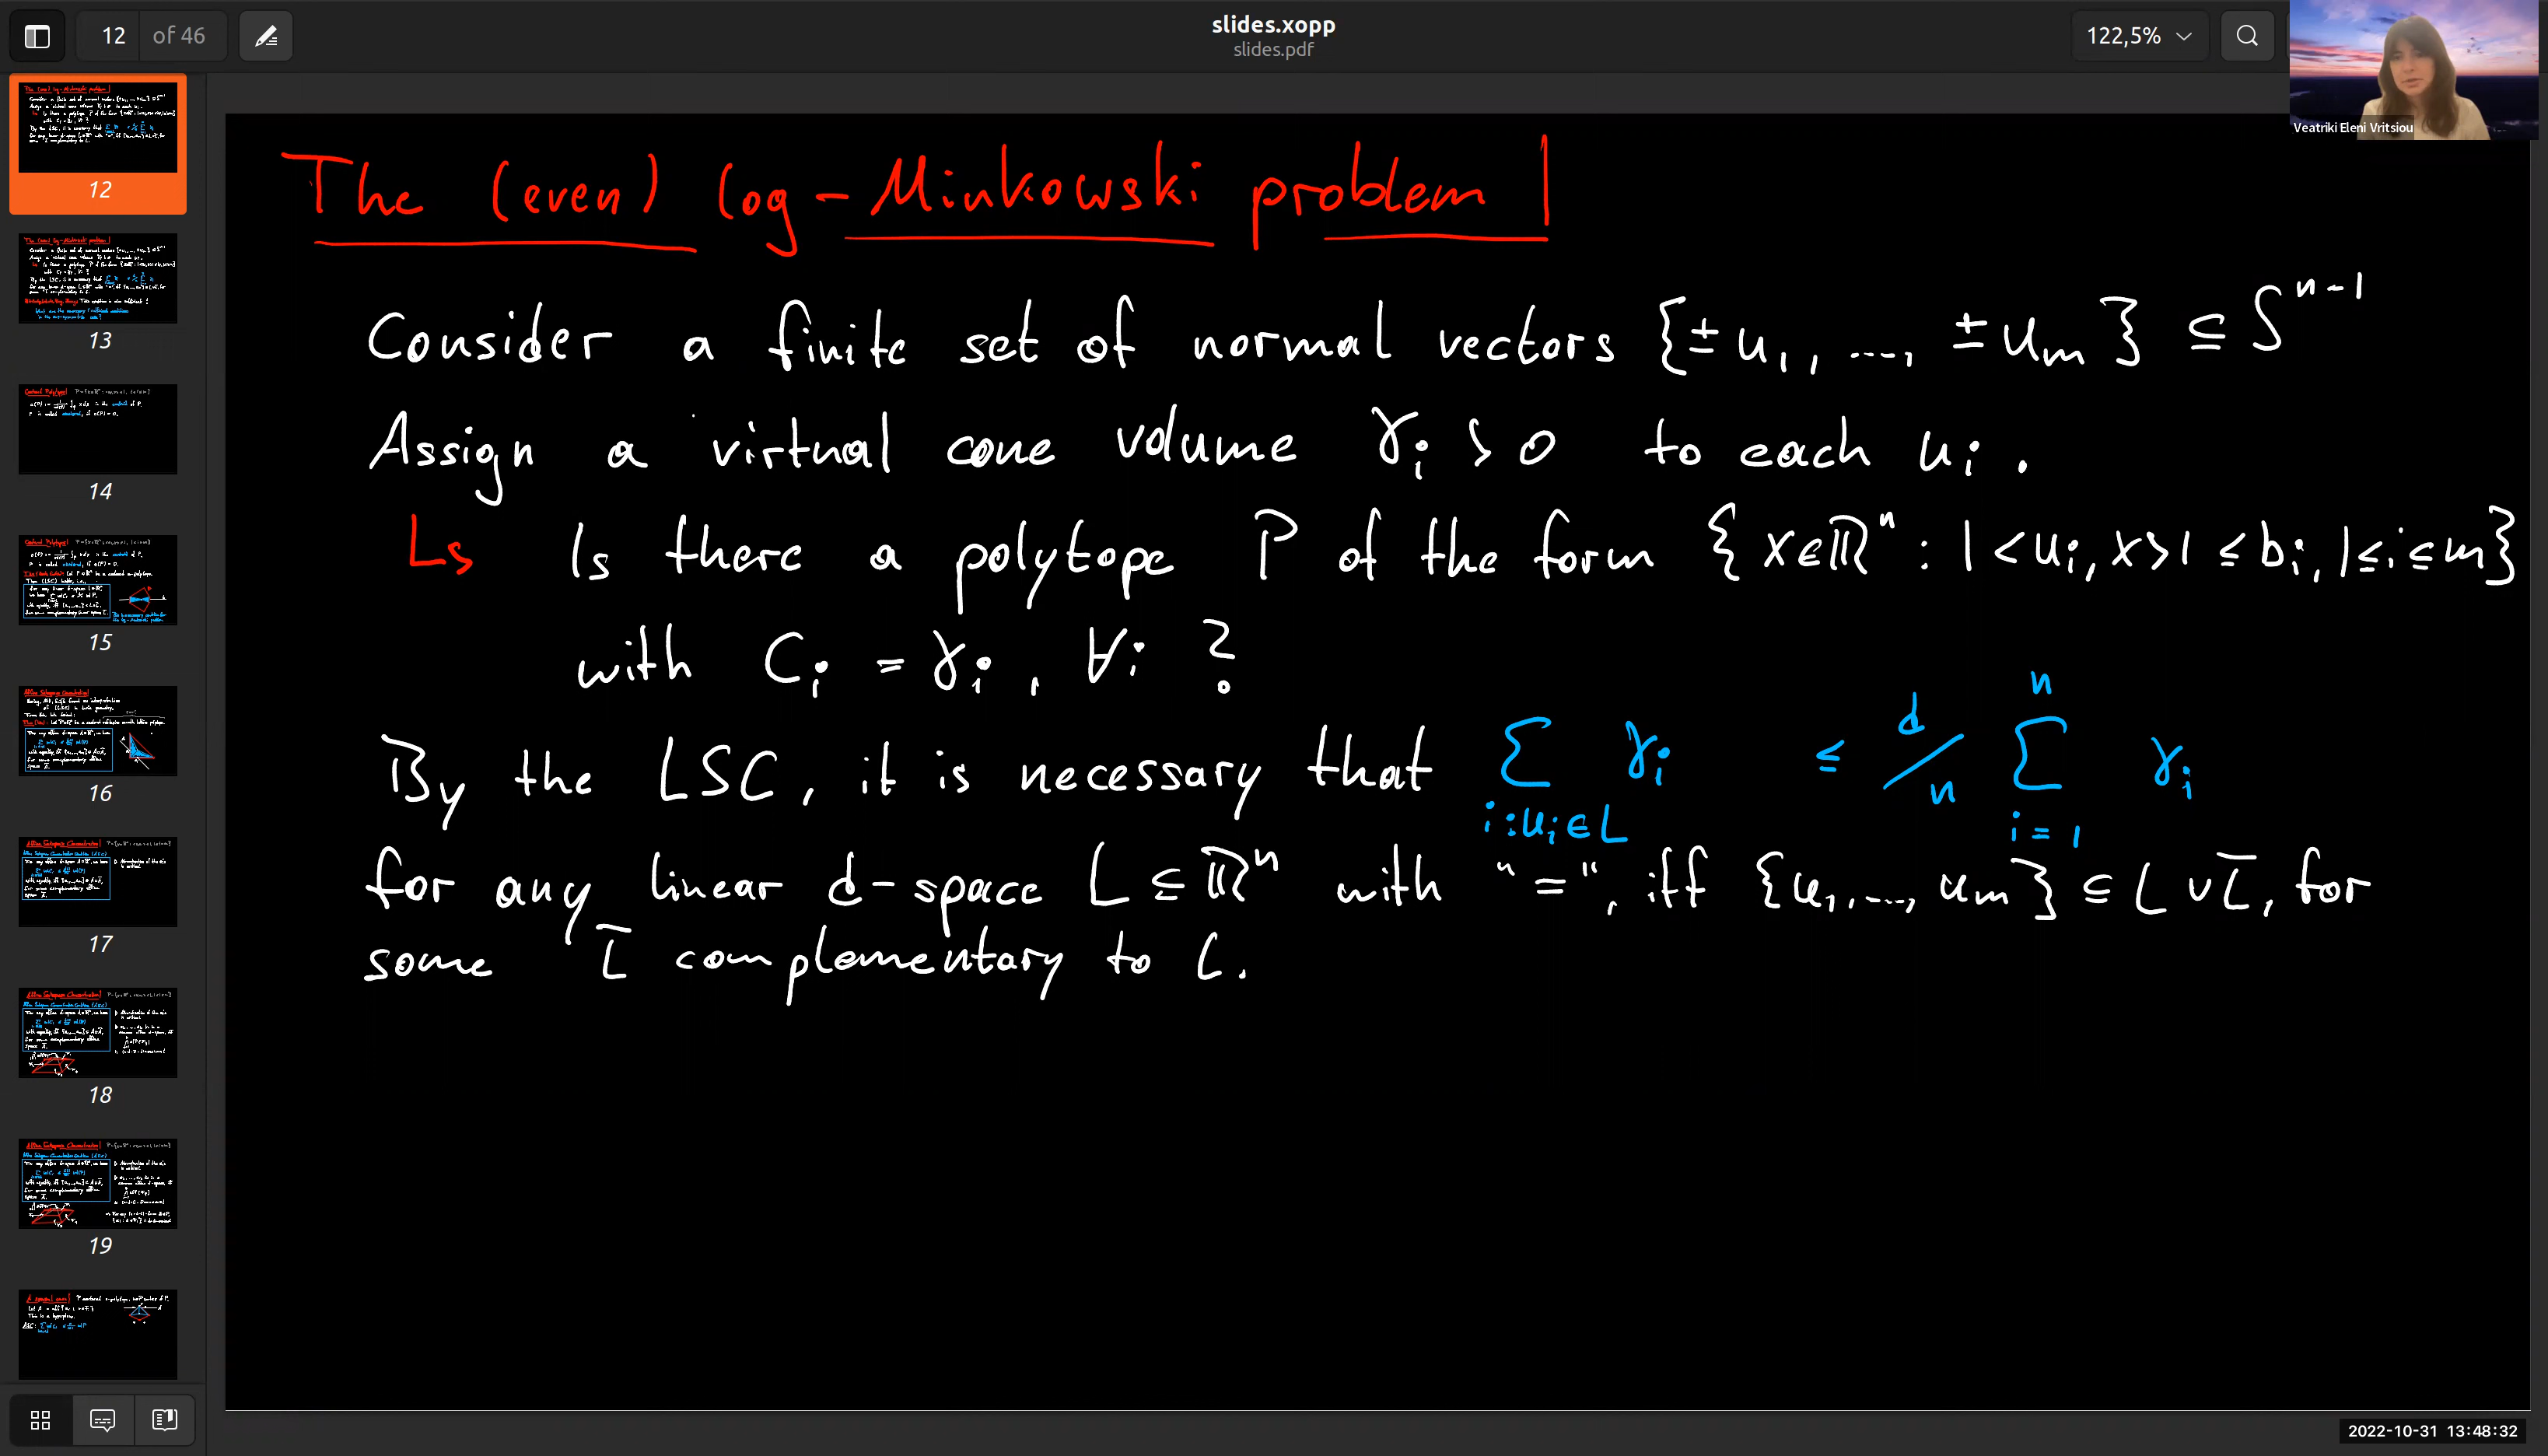 12 of 46
slides.xopp
slides.pdf
122,5%
Veatriki Eleni Vritsiou
The (even) log-Minkowski problem
Consider a finite set of normal vectors {±u₁, ..., ±uₘ} ⊆ Sⁿ⁻¹
Assign a virtual cone volume γᵢ > 0 to each uᵢ.
↳ Is there a polytope P of the form {x∈ℝⁿ : |<uᵢ, x>| ≤ bᵢ, 1≤i≤m}
with Cᵢ = γᵢ, ∀i ?
By the LSC, it is necessary that ∑_{i:uᵢ∈L} γᵢ ≤ d/n ∑_{i=1}^{n} γᵢ
for any linear d-space L ⊆ ℝⁿ with "=", iff {u₁, ..., uₘ} ⊆ L ∪ L̅, for
some L̅ complementary to L.
12
13
14
15
16
17
18
19
2022-10-31 13:48:32